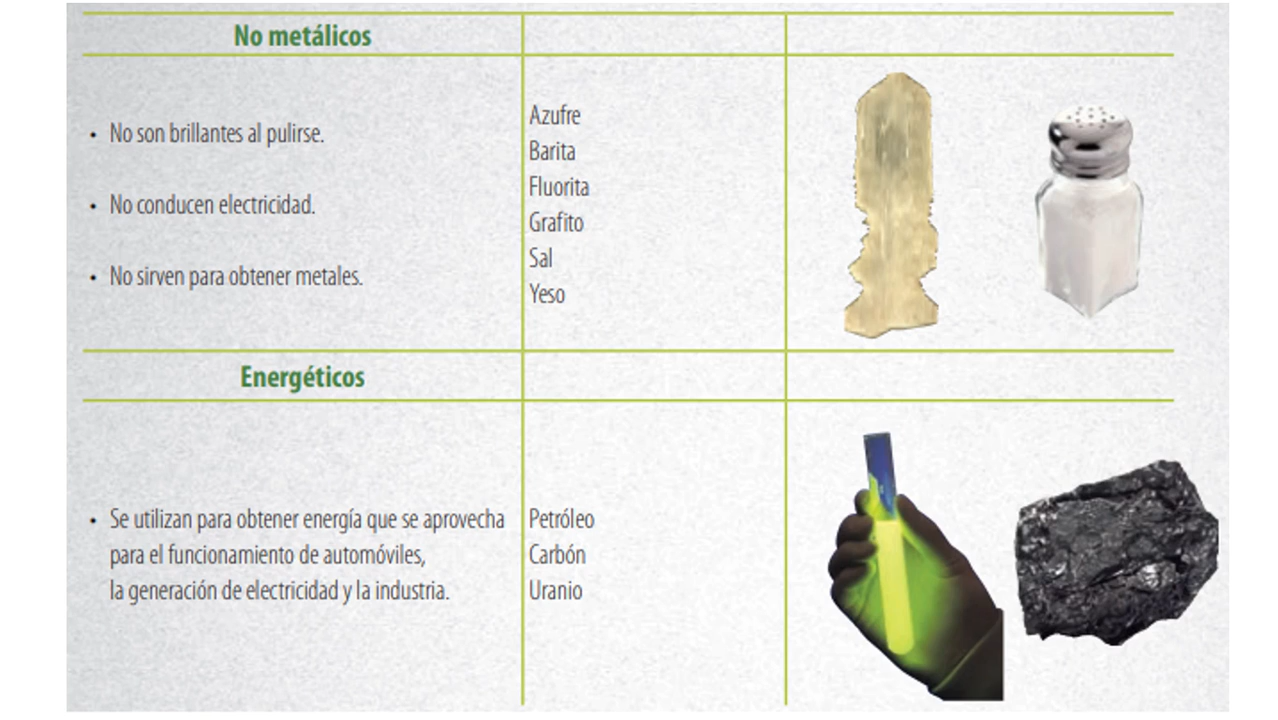 No metálicos
• No son brillantes al pulirse.
• No conducen electricidad.
• No sirven para obtener metales.
Azufre
Barita
Fluorita
Grafito
Sal
Yeso
Energéticos
• Se utilizan para obtener energía que se aprovecha
para el funcionamiento de automóviles,
la generación de electricidad y la industria.
Petróleo
Carbón
Uranio